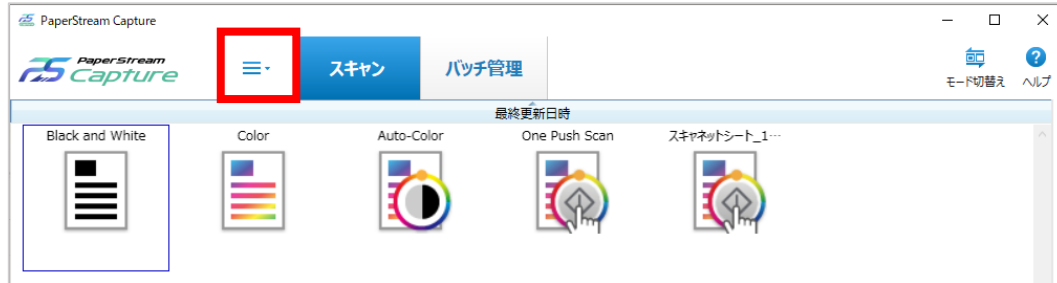 PaperStream Capture
PaperStream
Capture
スキャン
バッチ管理
モード切替え
ヘルプ
最終更新日時
Black and White
Color
Auto-Color
One Push Scan
スキャネットシート_1…